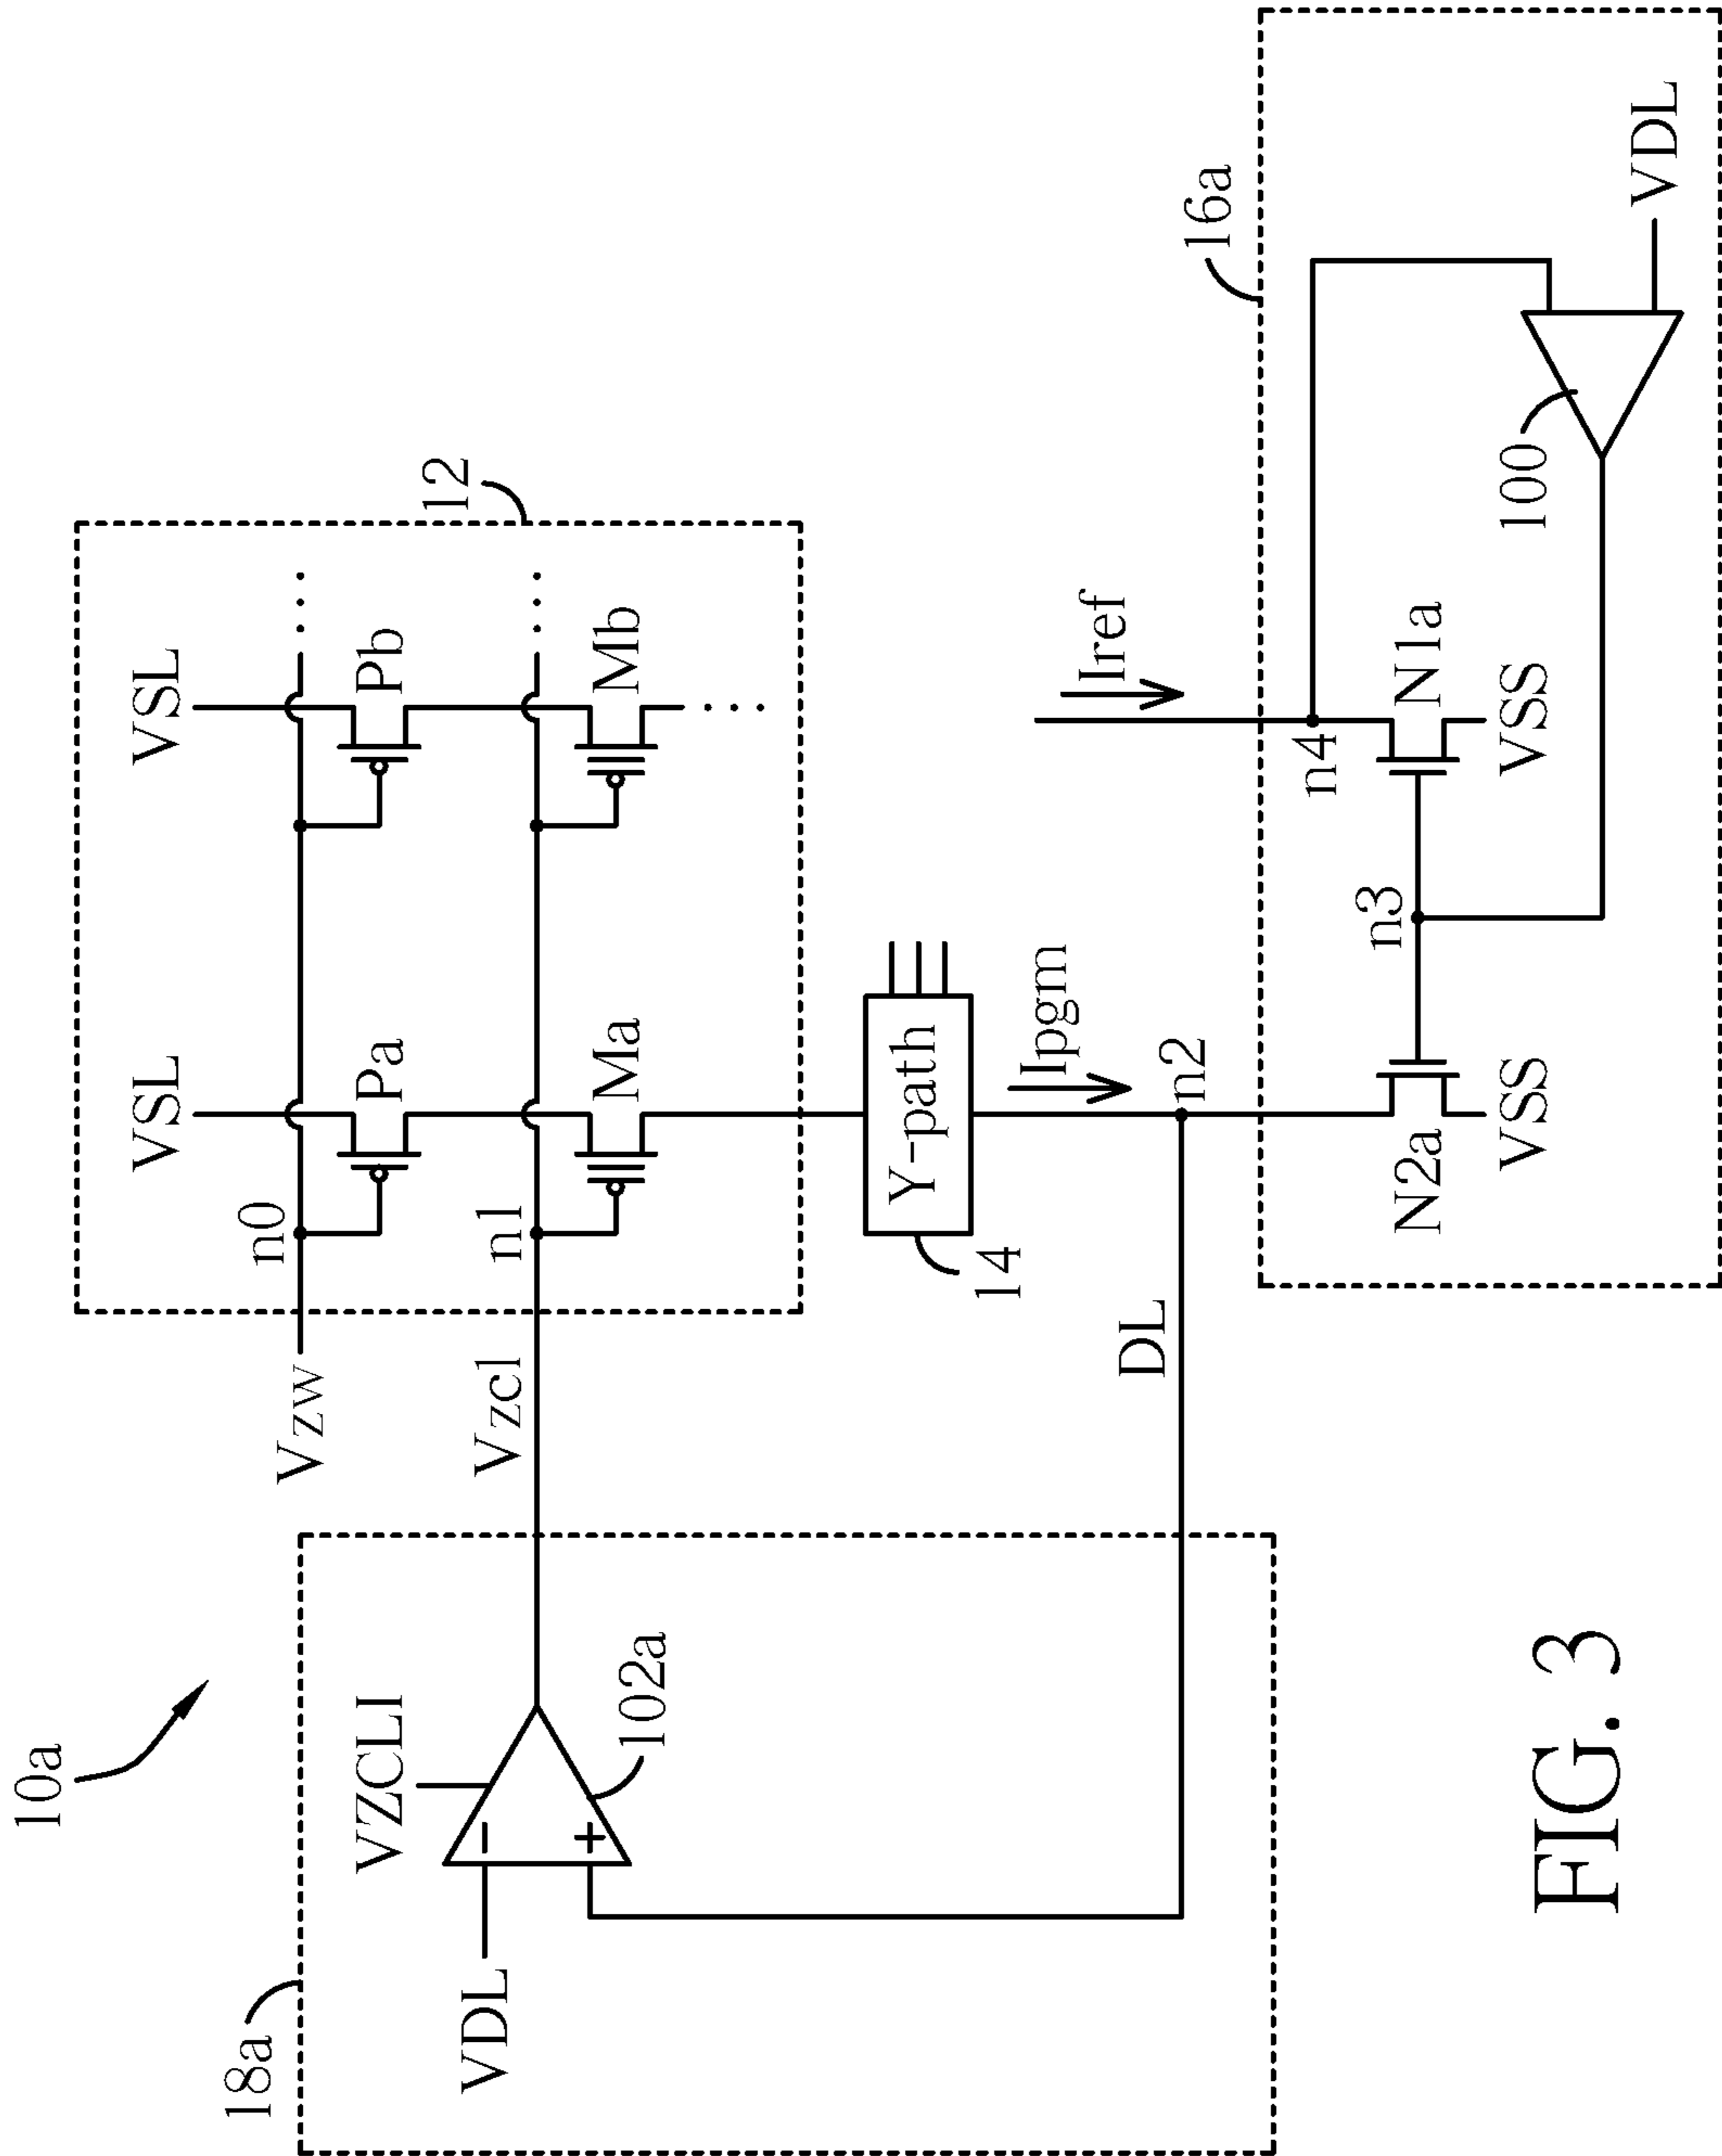 10a
18a
VDL
VZCLI
-
+
102a
Vzw
Vzcl
n0
n1
VSL
VSL
Pa
Pb
Ma
Mb
12
Y-path
14
Ipgm
Iref
DL
n2
n4
n3
16a
N2a
N1a
VSS
VSS
100
VDL
FIG. 3